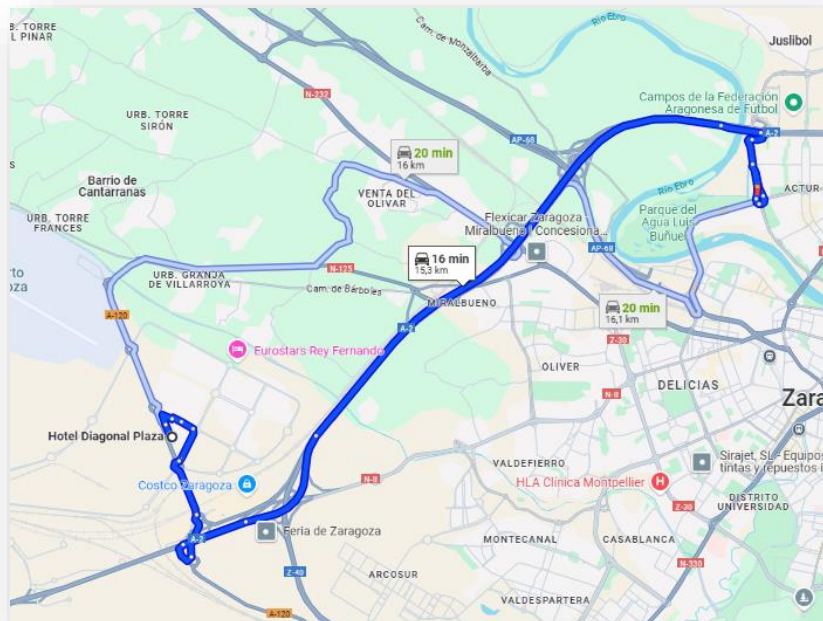 B. TORRE
L PINAR
Cam. de Monzalbarba
Río Ebro
Juslibol
N-232
URB. TORRE
SIRÓN
Campos de la Federación
Aragonesa de Fútbol
AP-68
A-2
20 min
16 km
Barrio de
Cantarranas
VENTA DEL
OLIVAR
Río Ebro
ACTUR-
URB. TORRE
FRANCES
Flexicar Zaragoza
Miralbueno | Concesiona...
Parque del
Agua Luis
Buñuel
16 min
15,3 km
AP-68
URB. GRANJA
DE VILLARROYA
N-125
Cam. de Bárboles
MIRALBUENO
20 min
16,1 km
A-120
A-2
Z-30
Eurostars Rey Fernando
OLIVER
N-II
DELICIAS
Zara
Hotel Diagonal Plaza
Costco Zaragoza
N-II
VALDEFIERRO
Sirajet, SL - Equipos
tintas y repuestos i
HLA Clínica Montpellier
DISTRITO
UNIVERSIDAD
Z-30
Feria de Zaragoza
A-2
MONTECANAL
CASABLANCA
N-330
Z-40
ARCOSUR
A-120
VALDESPARTERA